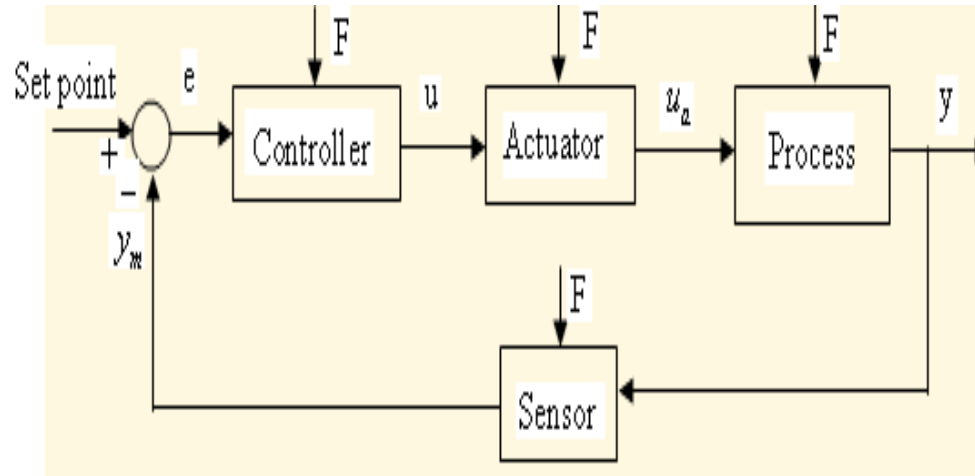 F
F
F
Set point
e
u
u_a
y
Controller
Actuator
Process
+
−
y_m
F
Sensor